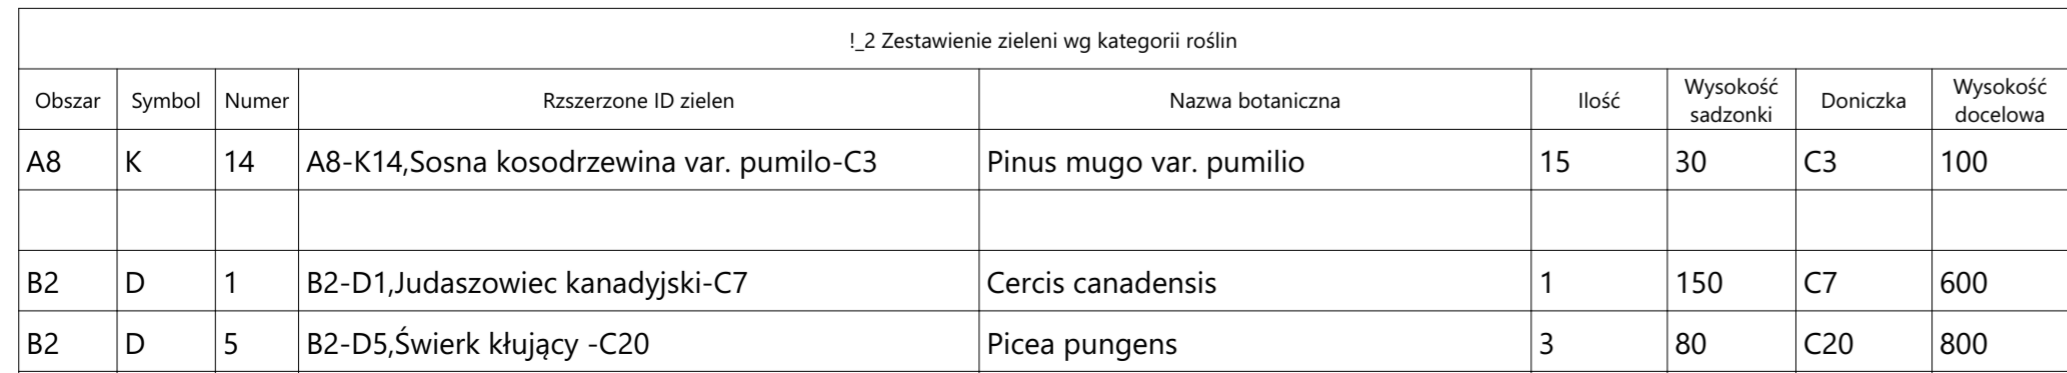 !_2 Zestawienie zieleni wg kategorii roślin
Obszar Symbol Numer Rzszerzone ID zielen Nazwa botaniczna Ilość Wysokość sadzonki Doniczka Wysokość docelowa
A8 K 14 A8-K14,Sosna kosodrzewina var. pumilo-C3 Pinus mugo var. pumilio 15 30 C3 100
B2 D 1 B2-D1,Judaszowiec kanadyjski-C7 Cercis canadensis 1 150 C7 600
B2 D 5 B2-D5,Świerk kłujący -C20 Picea pungens 3 80 C20 800